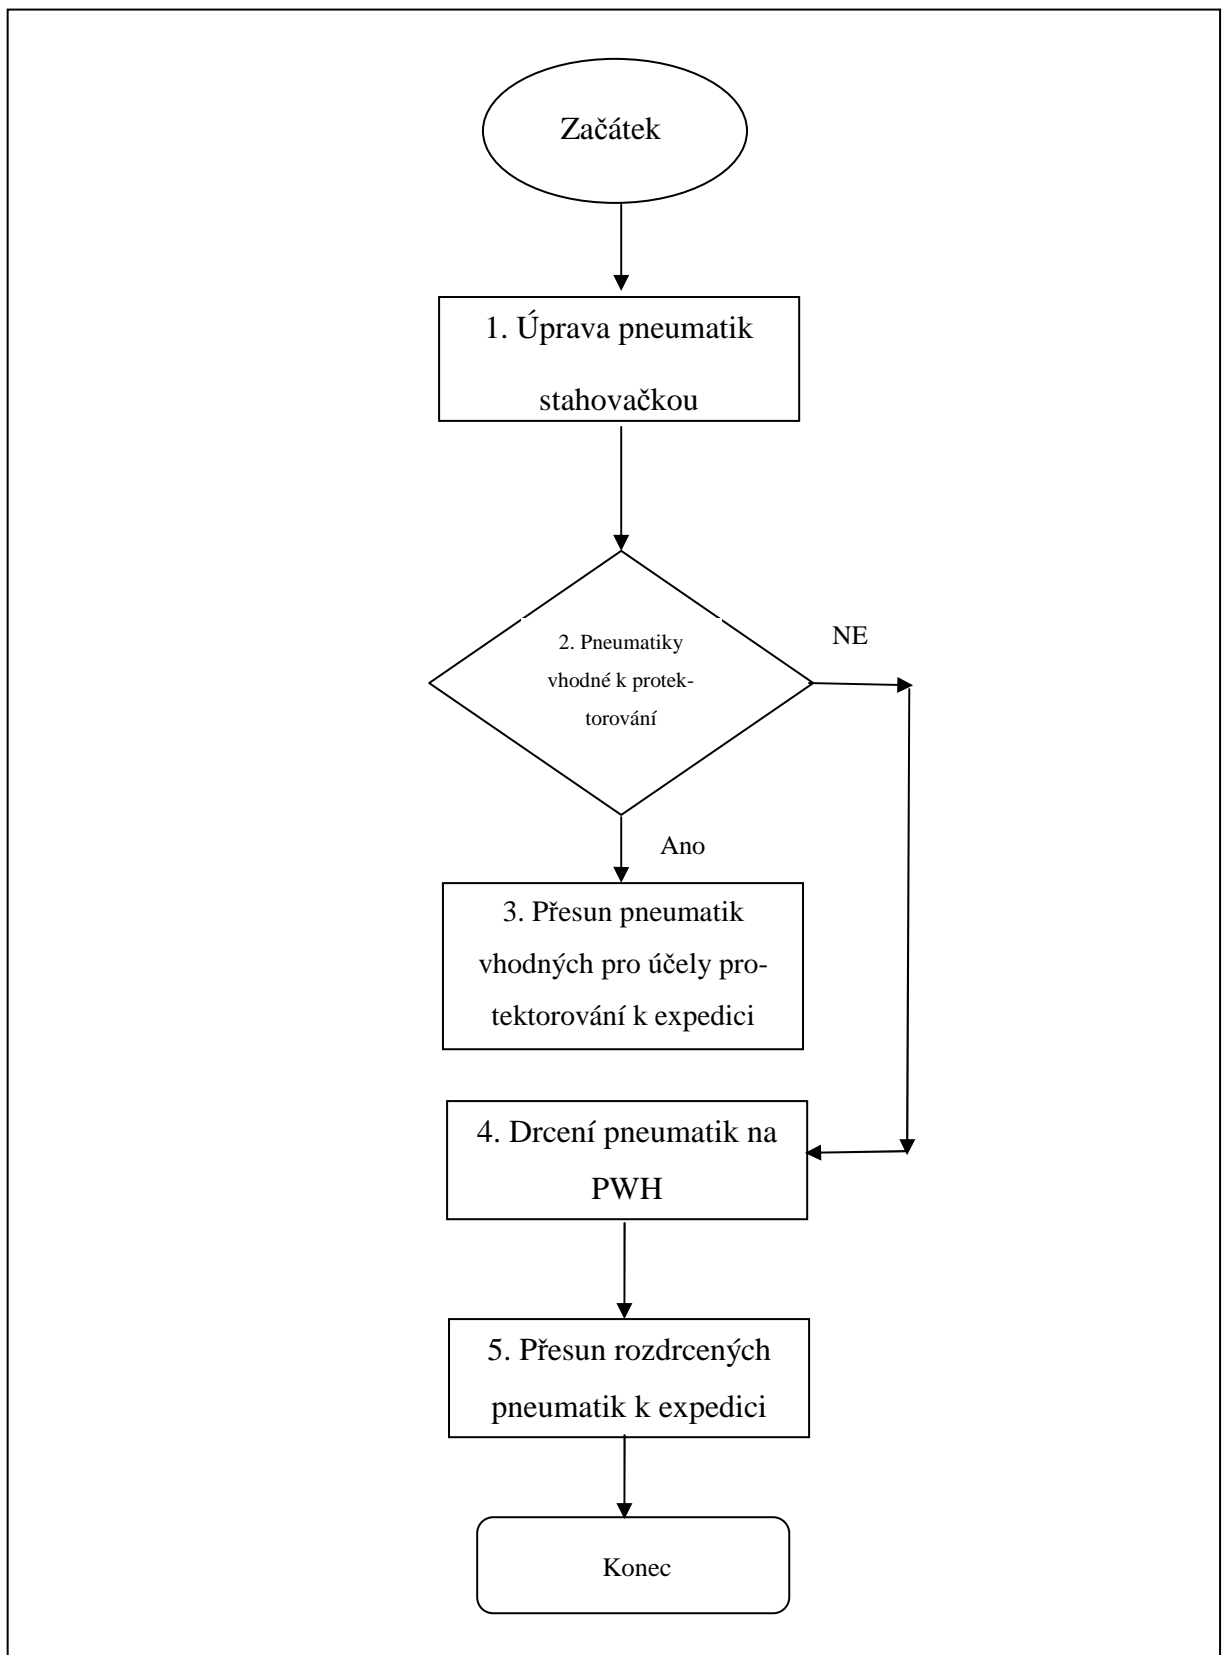 Začátek
1. Úprava pneumatik
stahovačkou
2. Pneumatiky
vhodné k protek-
torování
NE
Ano
3. Přesun pneumatik
vhodných pro účely pro-
tektorování k expedici
4. Drcení pneumatik na
PWH
5. Přesun rozdrcených
pneumatik k expedici
Konec